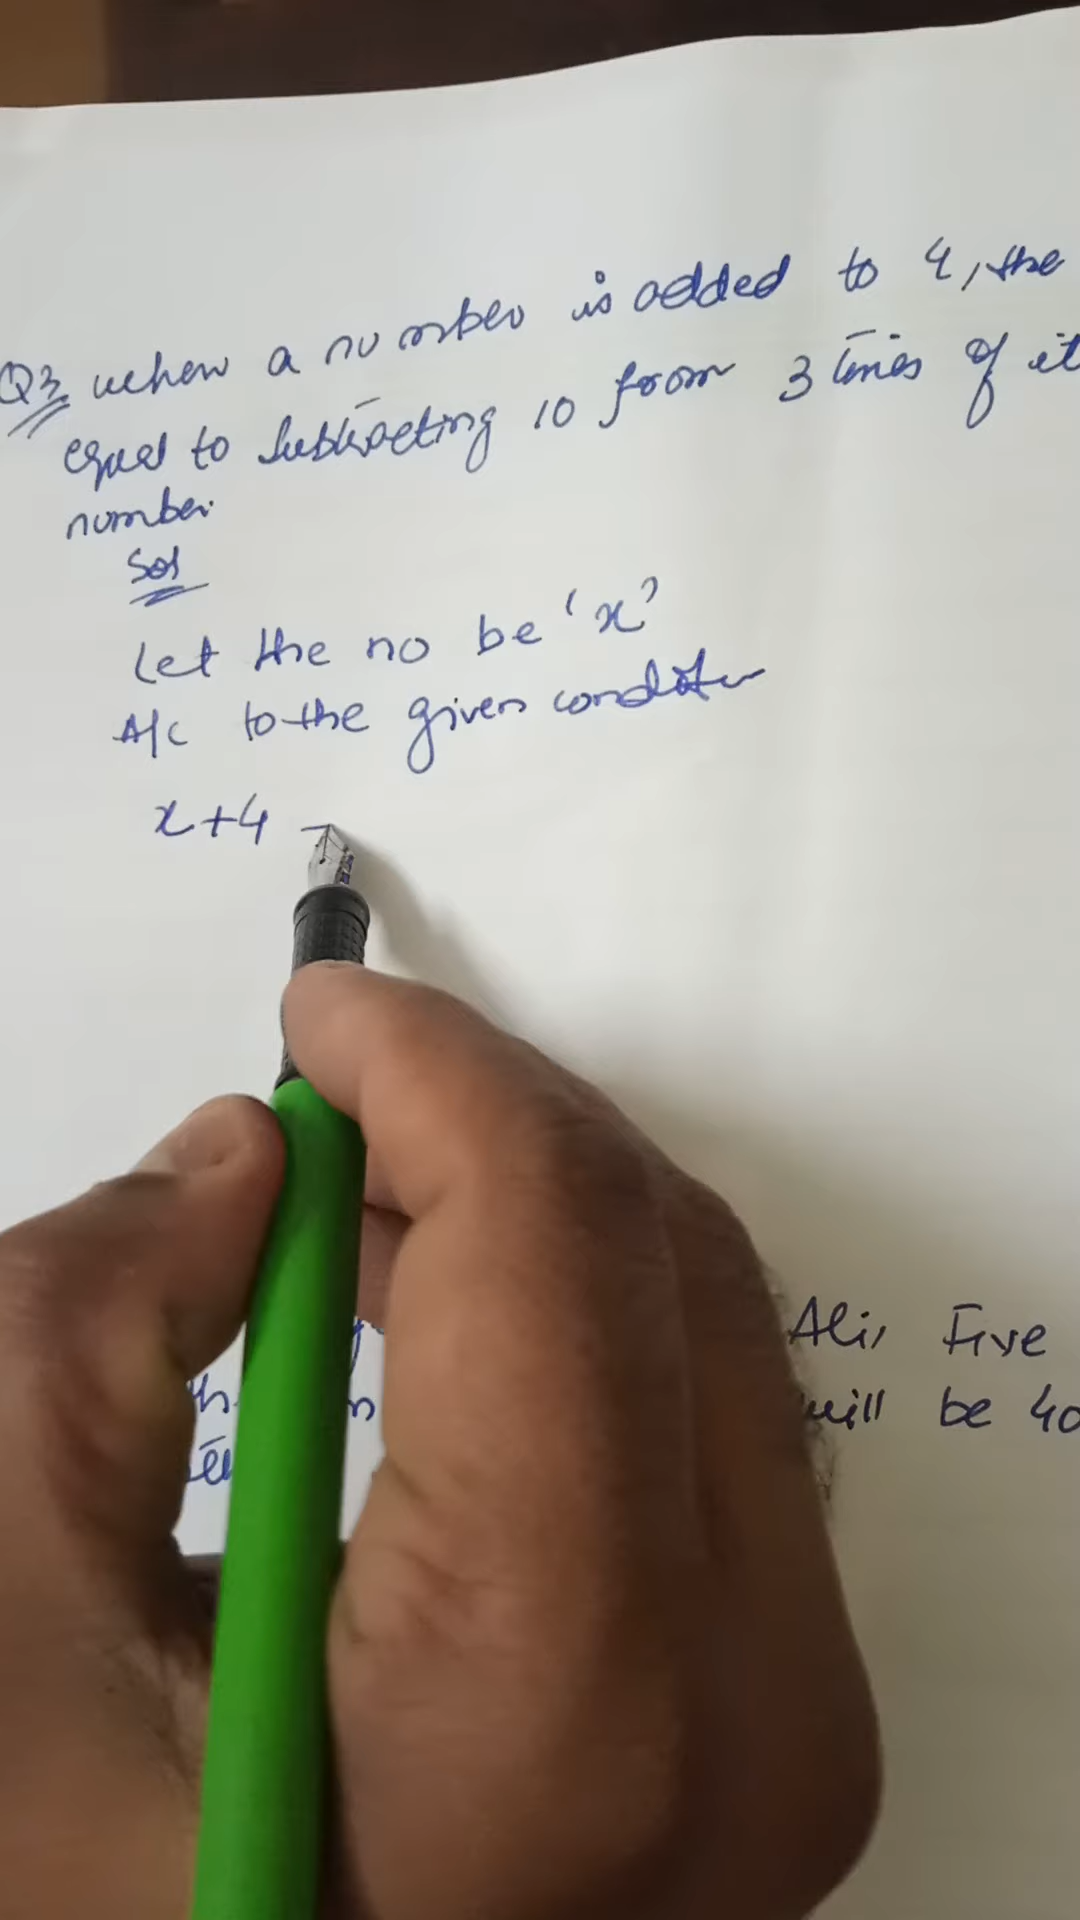 Q3 when a number is added to 4, the
equal to subtracting 10 from 3 times of it
number.
Sol
Let the no be 'x'
A/c to the given condition
x+4
Ali, Five
will be 40